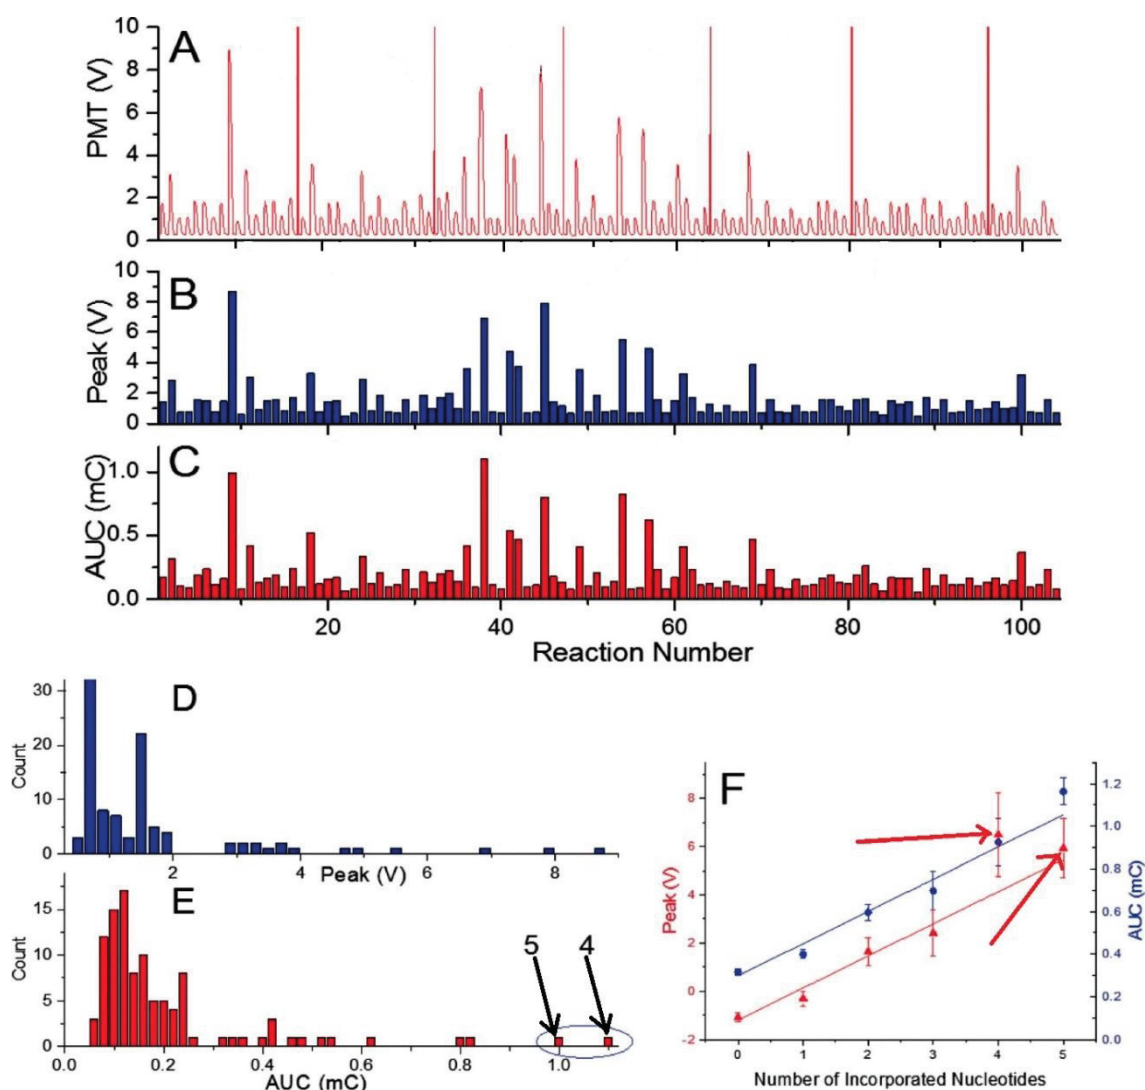 A
PMT (V)
10
8
6
4
2
0
B
Peak (V)
10
8
6
4
2
0
C
AUC (mC)
1.0
0.5
0.0
20 40 60 80 100
Reaction Number
D
Count
30
20
10
0
2 4 6 8
Peak (V)
E
Count
15
10
5
0
5 4
0.0 0.2 0.4 0.6 0.8 1.0
AUC (mC)
F
Peak (V)
8
6
4
2
0
-2
AUC (mC)
1.2
1.0
0.8
0.6
0.4
0.2
0.0
0 1 2 3 4 5
Number of Incorporated Nucleotides